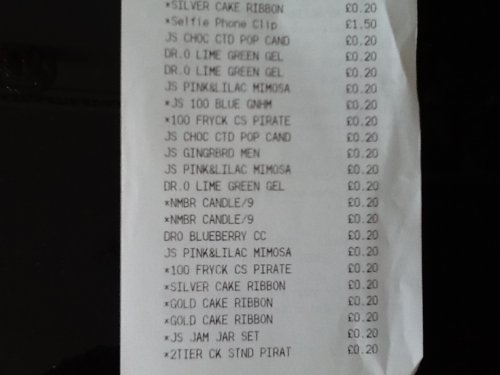 *SILVER CAKE RIBBON £0.20
*Selfie Phone Clip £1.50
JS CHOC CTD POP CAND £0.20
DR.O LIME GREEN GEL £0.20
DR.O LIME GREEN GEL £0.20
JS PINK&LILAC MIMOSA £0.20
*JS 100 BLUE GNHM £0.20
*100 FRYCK CS PIRATE £0.20
JS CHOC CTD POP CAND £0.20
JS GINGRBRD MEN £0.20
JS PINK&LILAC MIMOSA £0.20
DR.O LIME GREEN GEL £0.20
*NMBR CANDLE/9 £0.20
*NMBR CANDLE/9 £0.20
DRO BLUEBERRY CC £0.20
JS PINK&LILAC MIMOSA £0.20
*100 FRYCK CS PIRATE £0.20
*SILVER CAKE RIBBON £0.20
*GOLD CAKE RIBBON £0.20
*GOLD CAKE RIBBON £0.20
*JS JAM JAR SET £0.20
*2TIER CK STND PIRAT £0.20